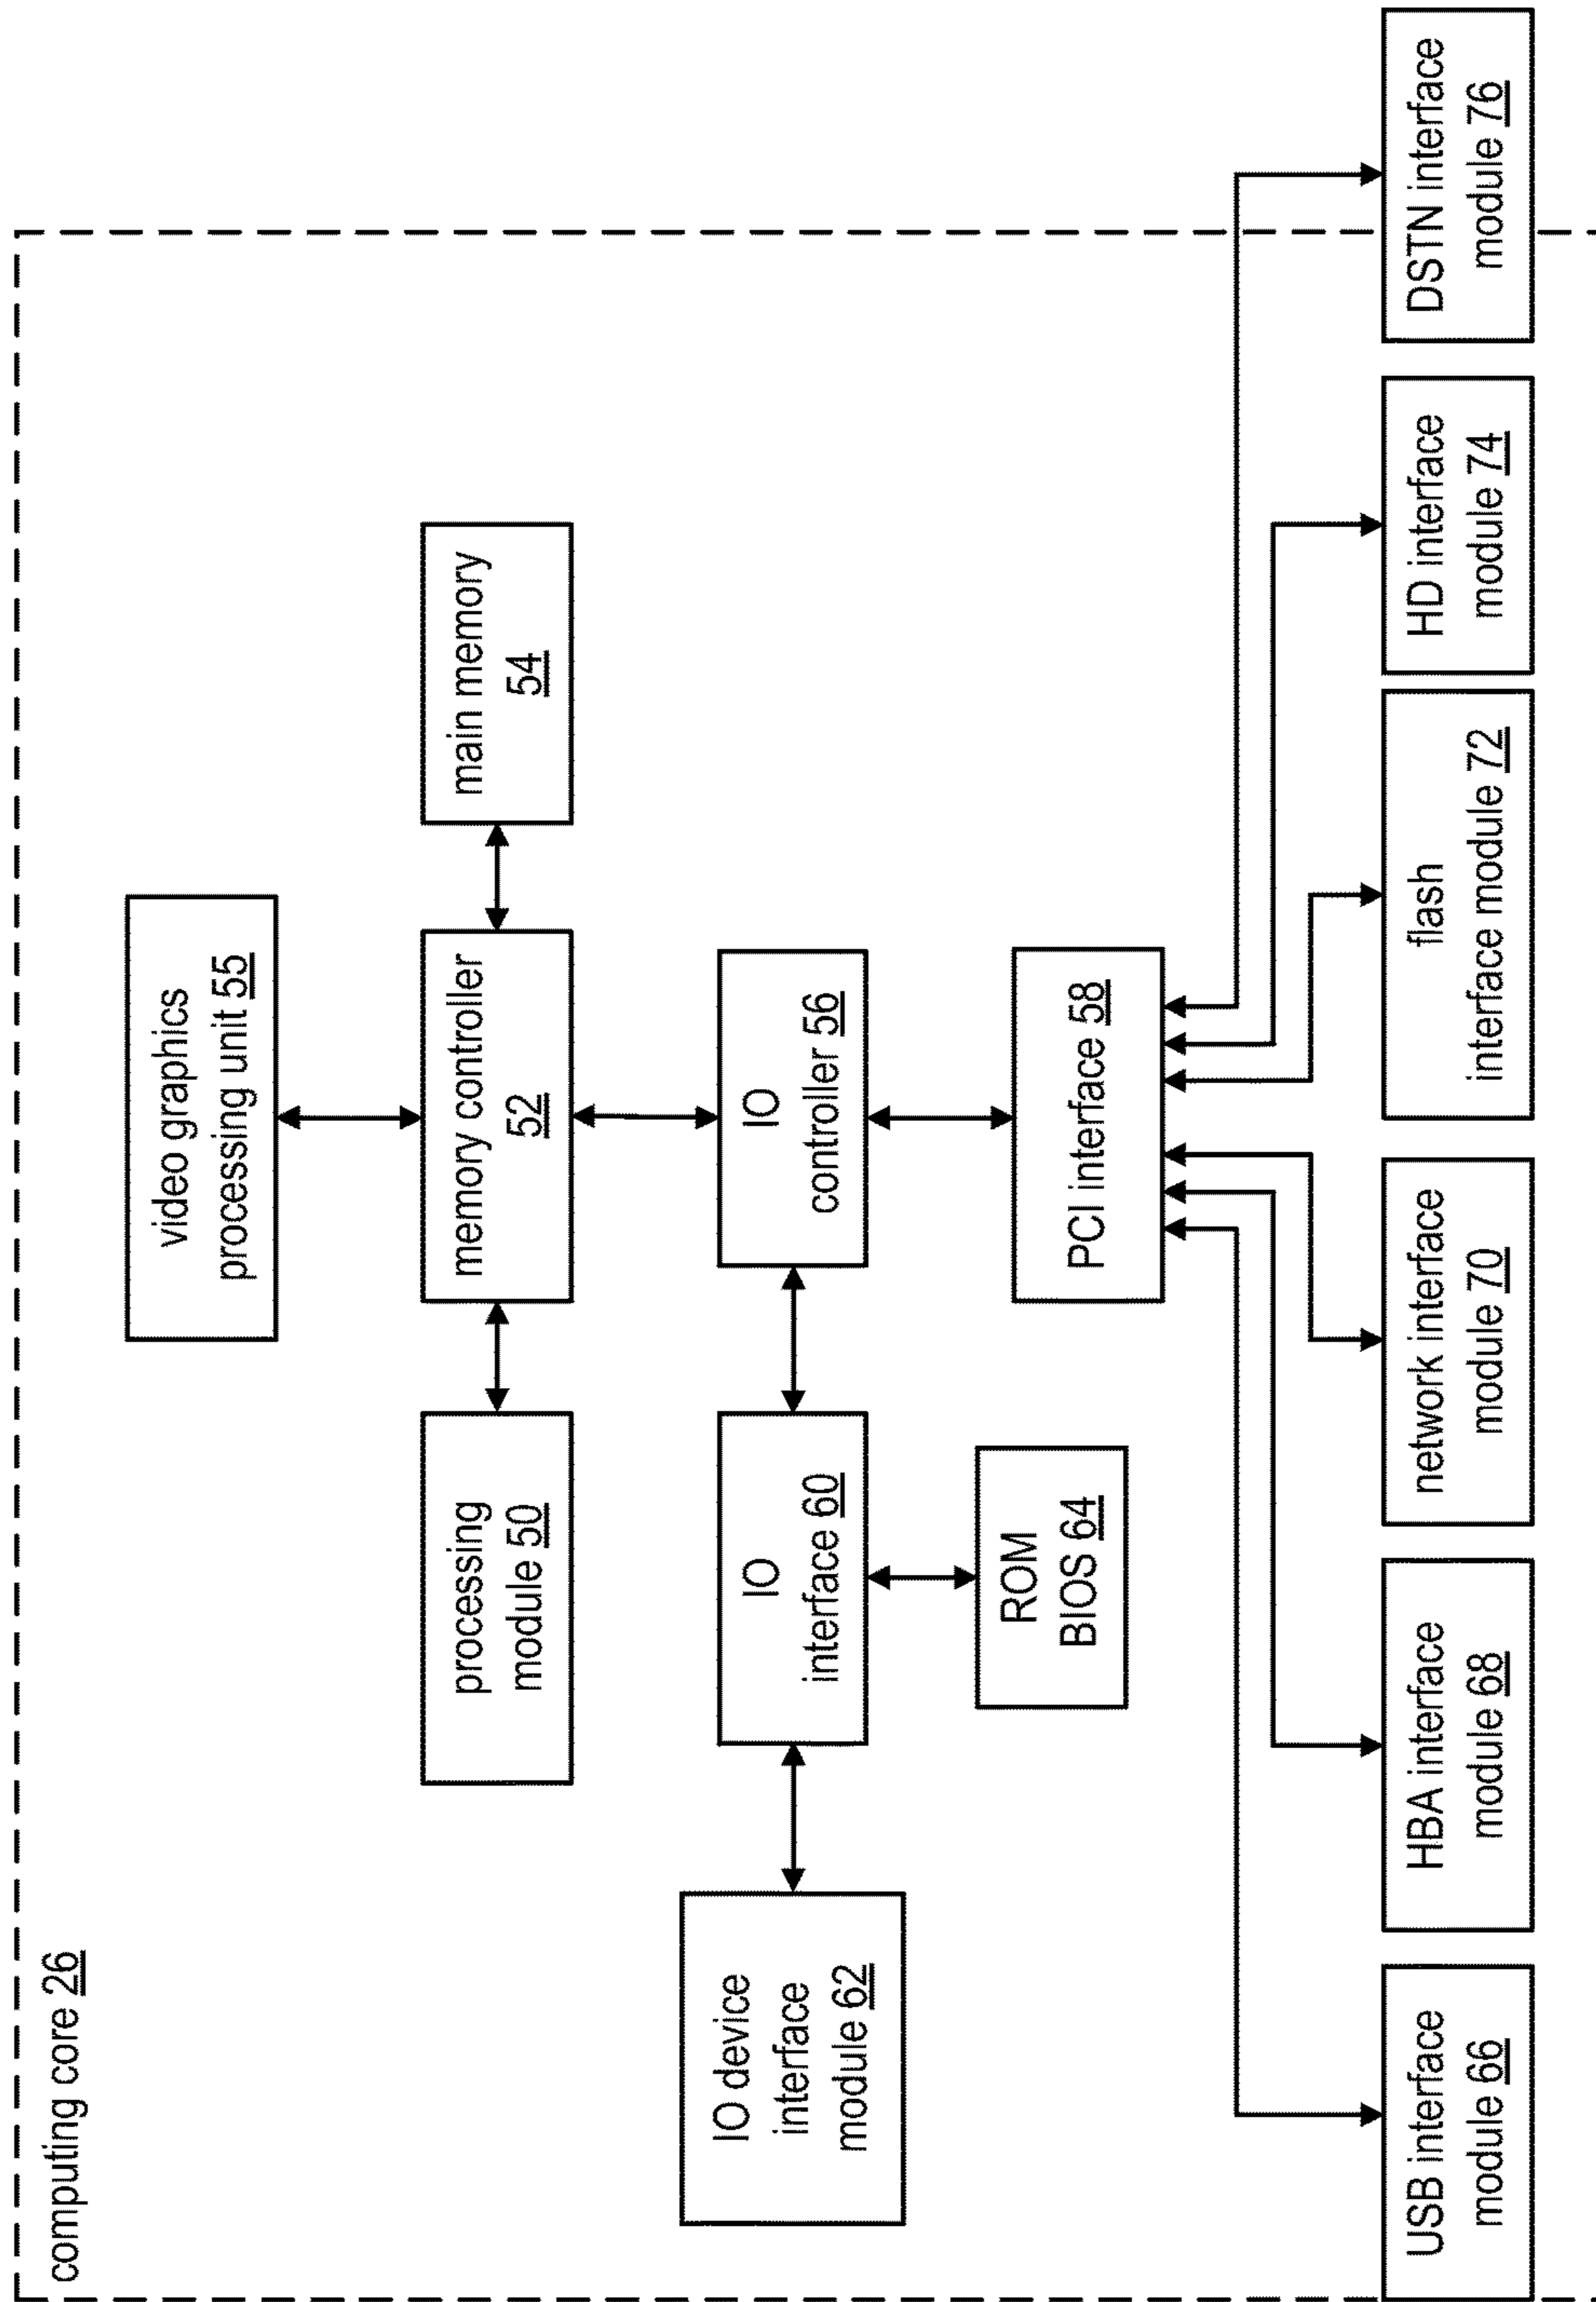 computing core 26
video graphics
processing unit 55
processing
module 50
memory controller
52
main memory
54
IO device
interface
module 62
IO
interface 60
IO
controller 56
ROM
BIOS 64
PCI interface 58
USB interface
module 66
HBA interface
module 68
network interface
module 70
flash
interface module 72
HD interface
module 74
DSTN interface
module 76